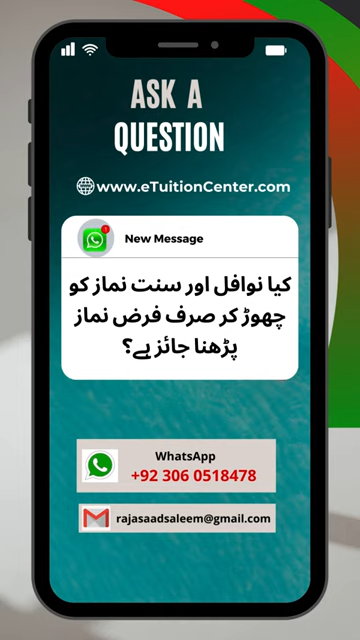 ASK A
QUESTION
www.eTuitionCenter.com
1
New Message
کیا نوافل اور سنت نماز کو
چھوڑ کر صرف فرض نماز
پڑھنا جائز ہے؟
WhatsApp
+92 306 0518478
rajasaadsaleem@gmail.com